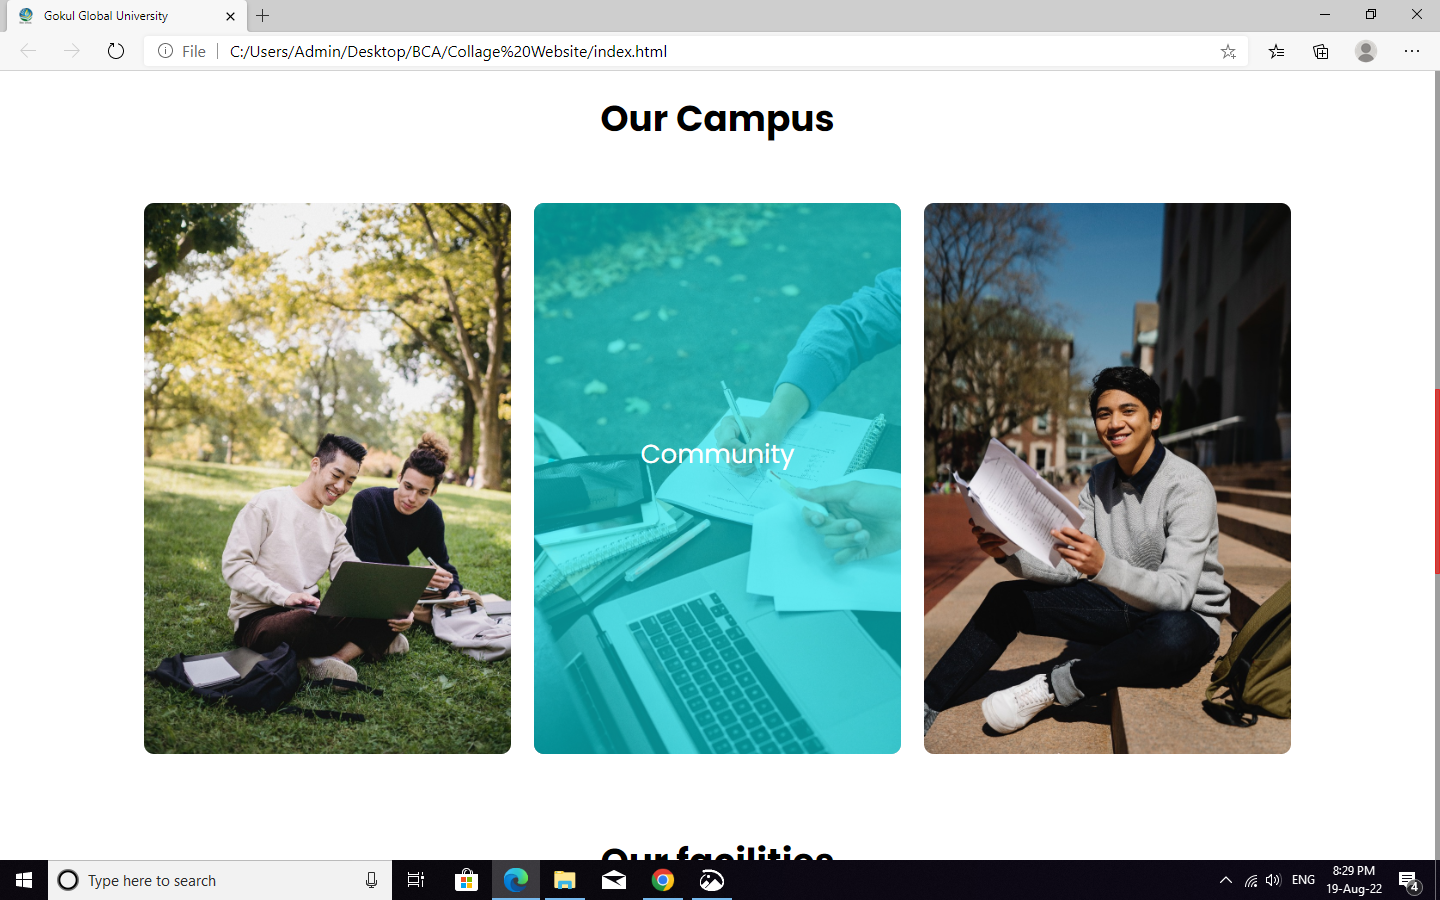 Gokul Global University
File
C:/Users/Admin/Desktop/BCA/Collage%20Website/index.html
Our Campus
Community
Our facilities
Type here to search
ENG
8:29 PM
19-Aug-22
4